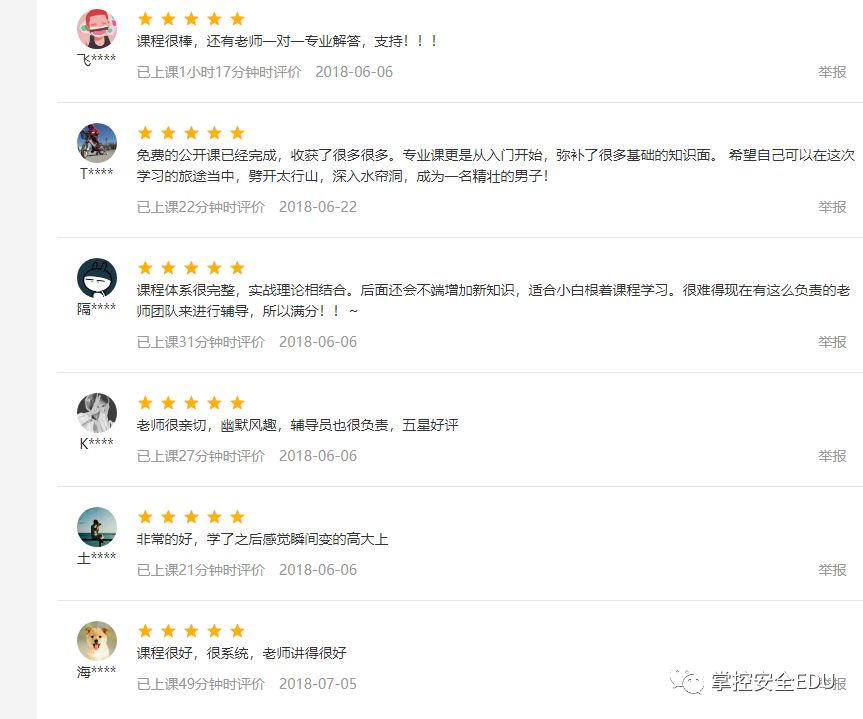 课程很棒，还有老师一对一专业解答，支持！！！
飞****
已上课1小时17分钟时评价 2018-06-06 举报
免费的公开课已经完成，收获了很多很多。专业课更是从入门开始，弥补了很多基础的知识面。 希望自己可以在这次
学习的旅途当中，劈开太行山，深入水帘洞，成为一名精壮的男子！
T****
已上课22分钟时评价 2018-06-22 举报
课程体系很完整，实战理论相结合。后面还会不端增加新知识，适合小白根着课程学习。很难得现在有这么负责的老
师团队来进行辅导，所以满分！！～
隔****
已上课31分钟时评价 2018-06-06 举报
老师很亲切，幽默风趣，辅导员也很负责，五星好评
K****
已上课27分钟时评价 2018-06-06 举报
非常的好，学了之后感觉瞬间变的高大上
土****
已上课21分钟时评价 2018-06-06 举报
课程很好，很系统，老师讲得很好
海****
已上课49分钟时评价 2018-07-05 举报
掌控安全EDU